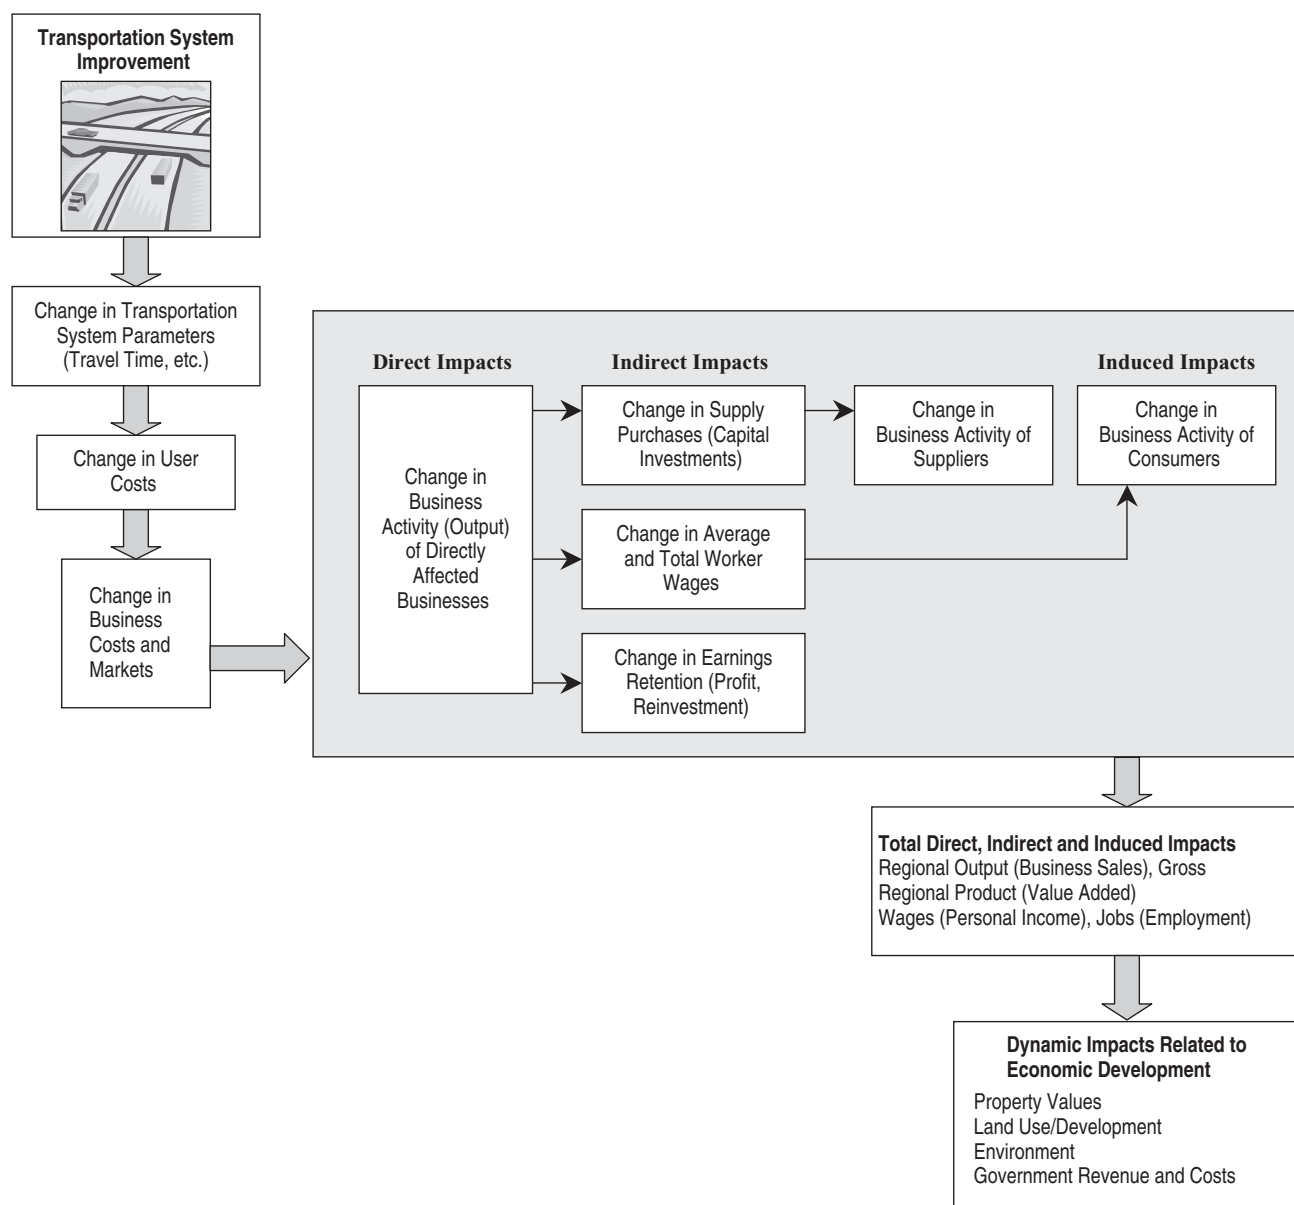 Transportation System
Improvement
Change in Transportation
System Parameters
(Travel Time, etc.)
Change in User
Costs
Change in
Business
Costs and
Markets
Direct Impacts
Change in
Business
Activity (Output)
of Directly
Affected
Businesses
Indirect Impacts
Change in Supply
Purchases (Capital
Investments)
Change in
Business Activity of
Suppliers
Change in Average
and Total Worker
Wages
Change in Earnings
Retention (Profit,
Reinvestment)
Induced Impacts
Change in
Business Activity of
Consumers
Total Direct, Indirect and Induced Impacts
Regional Output (Business Sales), Gross
Regional Product (Value Added)
Wages (Personal Income), Jobs (Employment)
Dynamic Impacts Related to
Economic Development
Property Values
Land Use/Development
Environment
Government Revenue and Costs